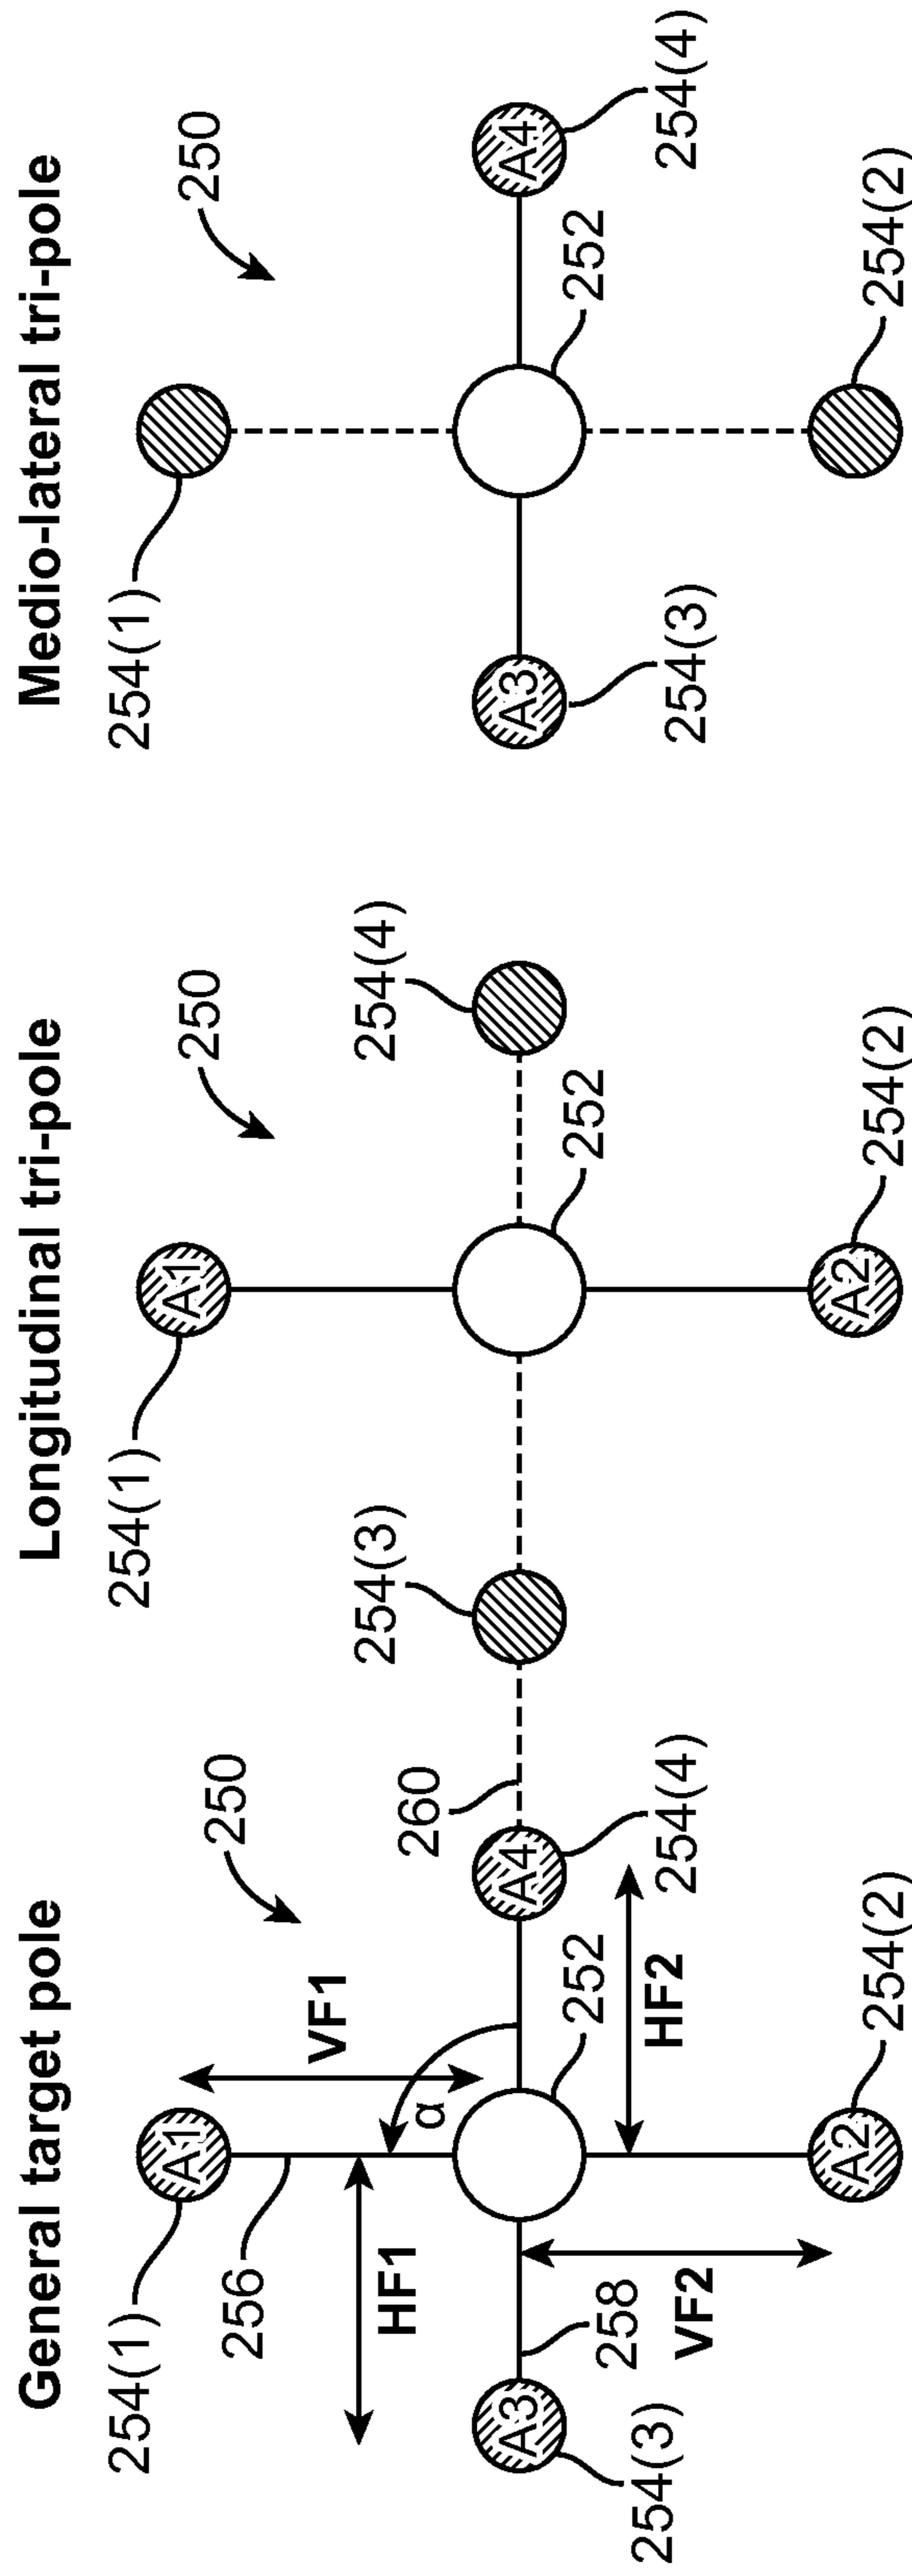 General target pole
254(1)
250
256
VF1
HF1
α
260
252
A1
A3
A4
A2
258
HF2
VF2
254(3)
254(4)
254(2)
Longitudinal tri-pole
254(1)
250
A1
254(3)
254(4)
252
A2
254(2)
Medio-lateral tri-pole
254(1)
250
252
A3
A4
254(3)
254(4)
254(2)